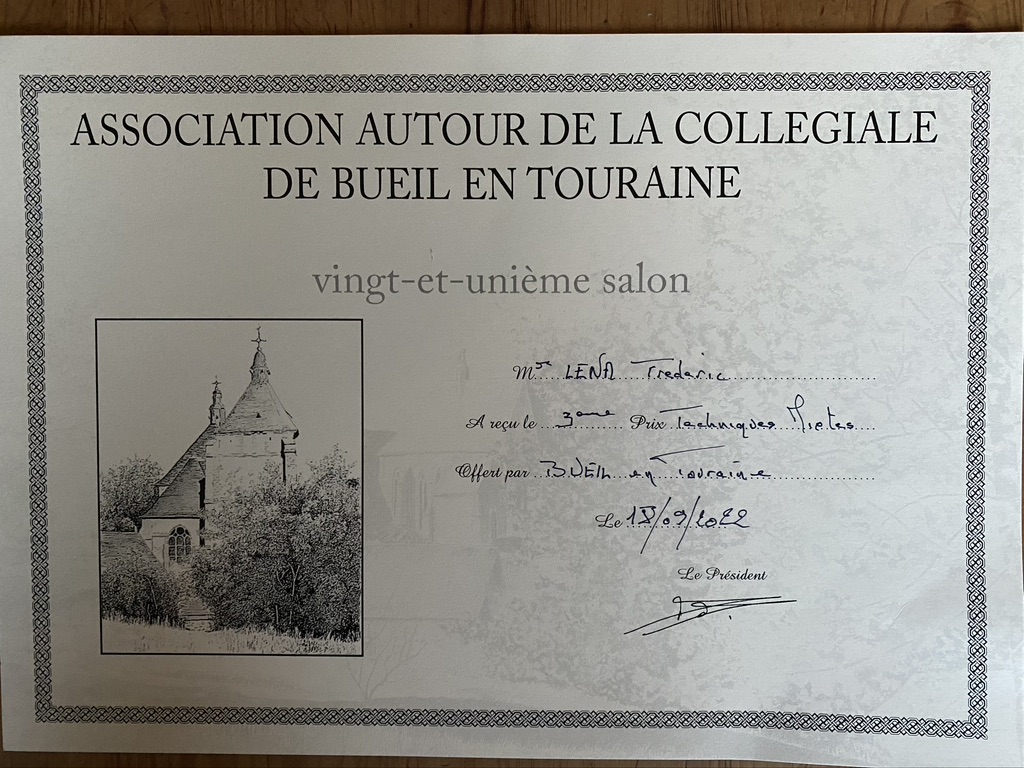 ASSOCIATION AUTOUR DE LA COLLEGIALE
DE BUEIL EN TOURAINE
vingt-et-unième salon
Mr LENA Frederic
A reçu le 3ème Prix Techniques Mixtes
Offert par BUEIL en Touraine
Le 18/09/2022
Le Président